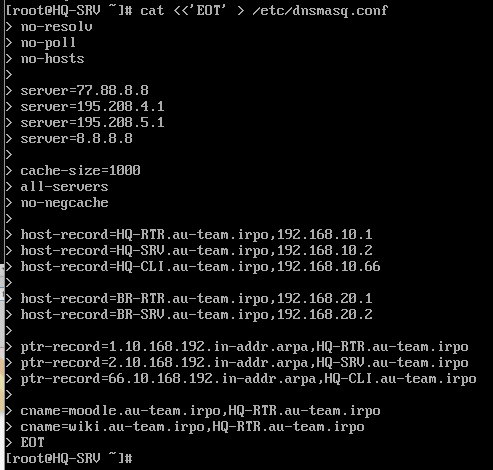 [root@HQ-SRV ~]# cat <<'EOT' > /etc/dnsmasq.conf
> no-resolv
> no-poll
> no-hosts
>
> server=77.88.8.8
> server=195.208.4.1
> server=195.208.5.1
> server=8.8.8.8
>
> cache-size=1000
> all-servers
> no-negcache
>
> host-record=HQ-RTR.au-team.irpo,192.168.10.1
> host-record=HQ-SRV.au-team.irpo,192.168.10.2
> host-record=HQ-CLI.au-team.irpo,192.168.10.66
>
> host-record=BR-RTR.au-team.irpo,192.168.20.1
> host-record=BR-SRV.au-team.irpo,192.168.20.2
>
> ptr-record=1.10.168.192.in-addr.arpa,HQ-RTR.au-team.irpo
> ptr-record=2.10.168.192.in-addr.arpa,HQ-SRV.au-team.irpo
> ptr-record=66.10.168.192.in-addr.arpa,HQ-CLI.au-team.irpo
>
> cname=moodle.au-team.irpo,HQ-RTR.au-team.irpo
> cname=wiki.au-team.irpo,HQ-RTR.au-team.irpo
> EOT
[root@HQ-SRV ~]#